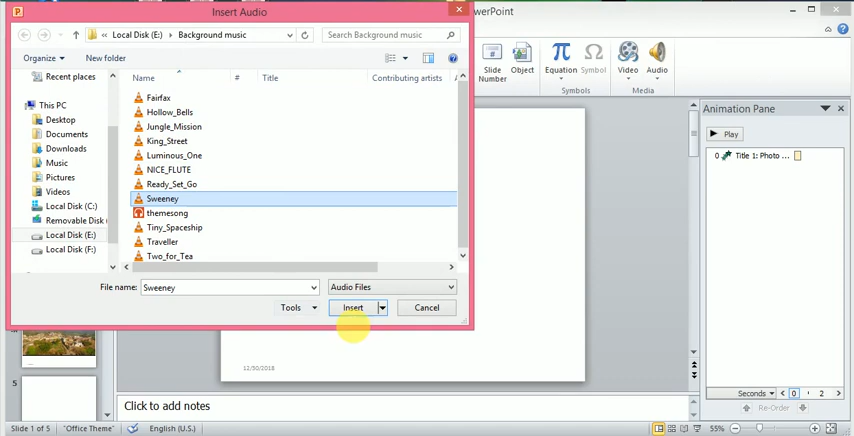 Insert Audio
werPoint
Local Disk (E:)
Background music
Search Background music
Organize
New folder
Recent places
This PC
Desktop
Documents
Downloads
Music
Pictures
Videos
Local Disk (C:)
Removable Disk
Local Disk (E:)
Local Disk (F:)
Name
#
Title
Contributing artists
Fairfax
Hollow_Bells
Jungle_Mission
King_Street
Luminous_One
NICE_FLUTE
Ready_Set_Go
Sweeney
themesong
Tiny_Spaceship
Traveller
Two_for_Tea
File name:
Sweeney
Audio Files
Tools
Insert
Cancel
Slide
Number
Object
Equation
Symbol
Symbols
Video
Audio
Media
Animation Pane
Play
0
Title 1: Photo ...
12/30/2018
5
Click to add notes
Seconds
0
2
Re-Order
Slide 1 of 5
"Office Theme"
English (U.S.)
55%